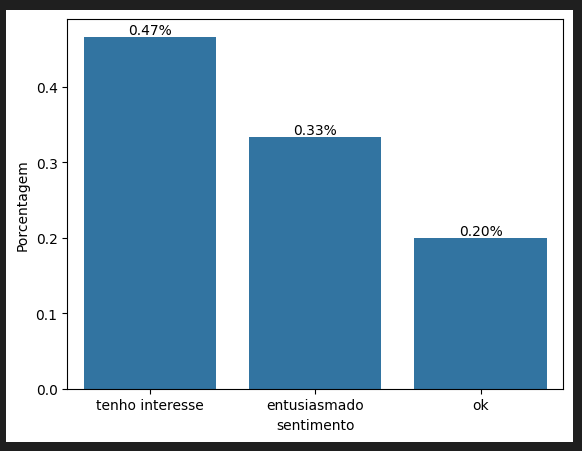 0.47%
0.33%
0.20%
0.4
0.3
0.2
0.1
0.0
Porcentagem
tenho interesse
entusiasmado
ok
sentimento